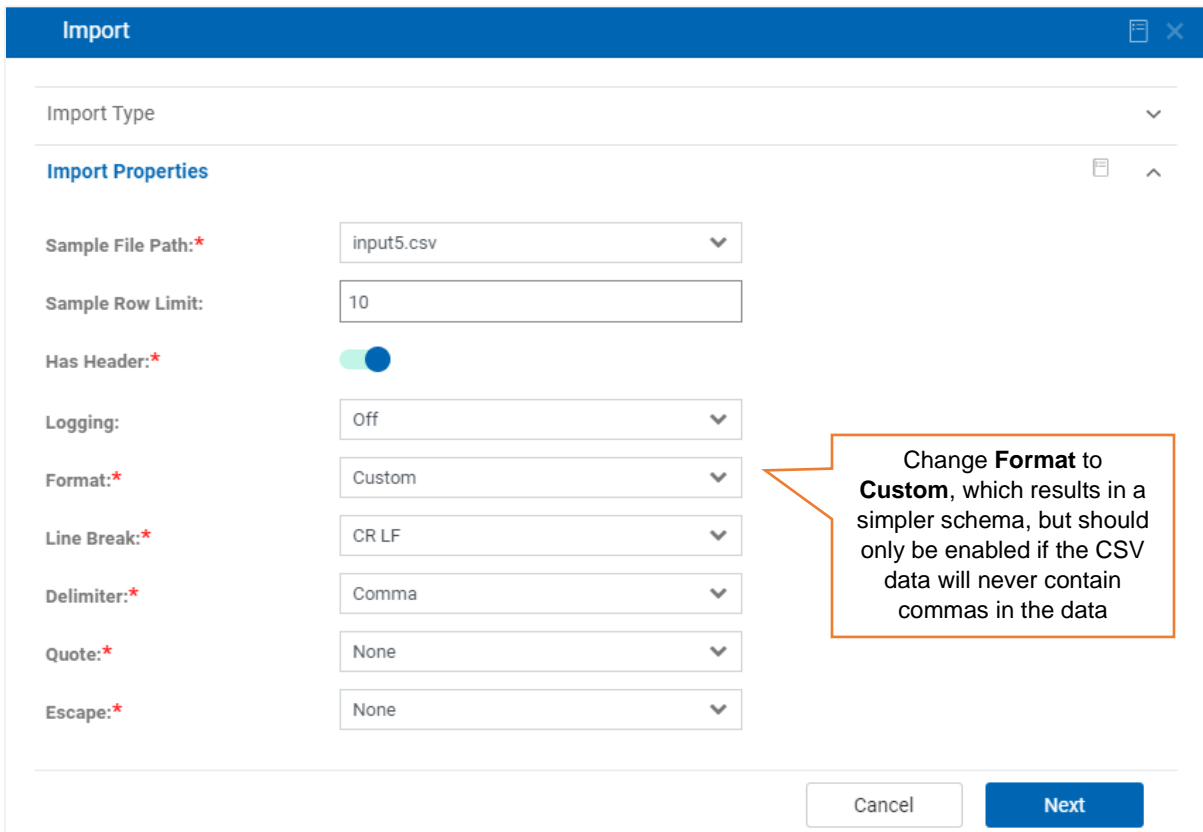 Import
Import Type
Import Properties
Sample File Path:* input5.csv
Sample Row Limit: 10
Has Header:*
Logging: Off
Format:* Custom
Line Break:* CR LF
Delimiter:* Comma
Quote:* None
Escape:* None
Change Format to
Custom, which results in a
simpler schema, but should
only be enabled if the CSV
data will never contain
commas in the data
Cancel Next